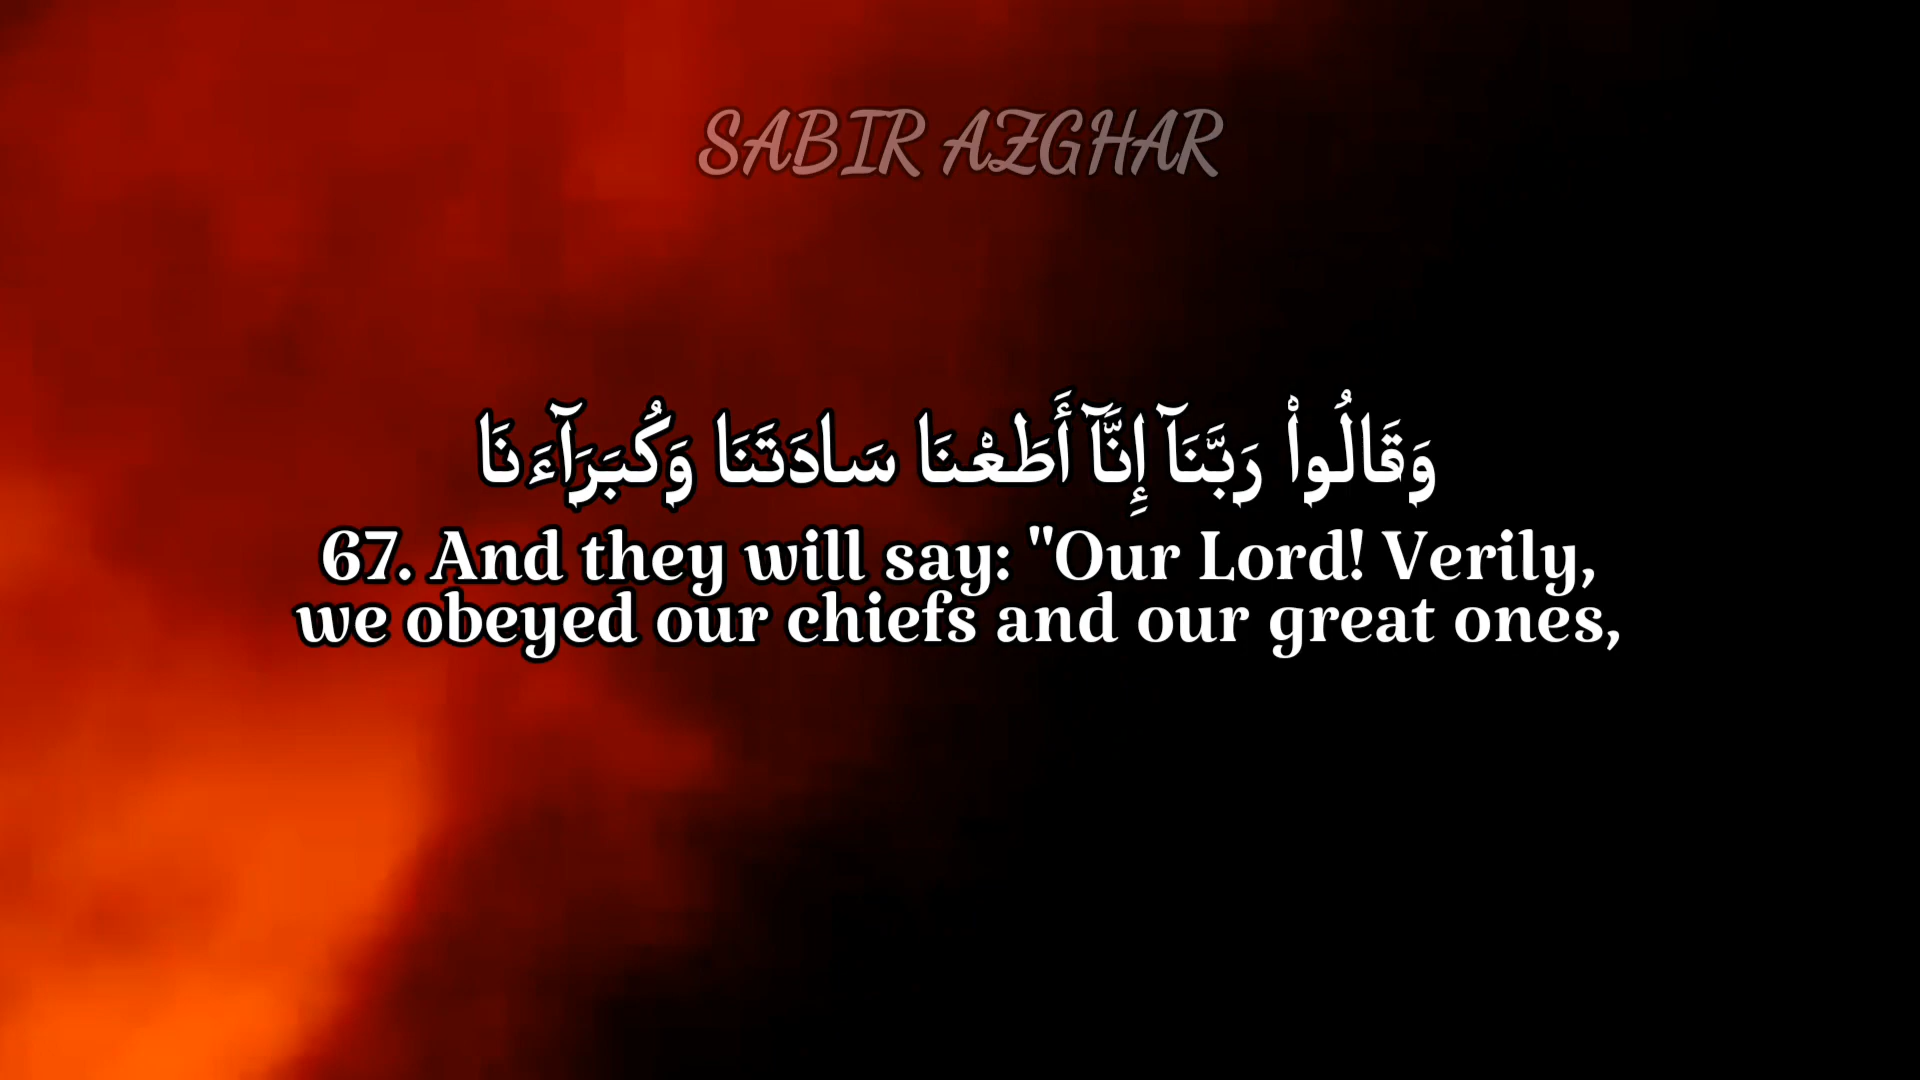 SABIR AZGHAR
وَقَالُواْ رَبَّنَآ إِنَّآ أَطَعْنَا سَادَتَنَا وَكُبَرَآءَنَا
67. And they will say: "Our Lord! Verily,
we obeyed our chiefs and our great ones,